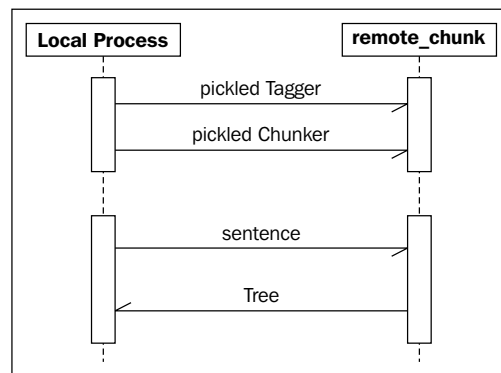 Local Process
remote_chunk
pickled Tagger
pickled Chunker
sentence
Tree